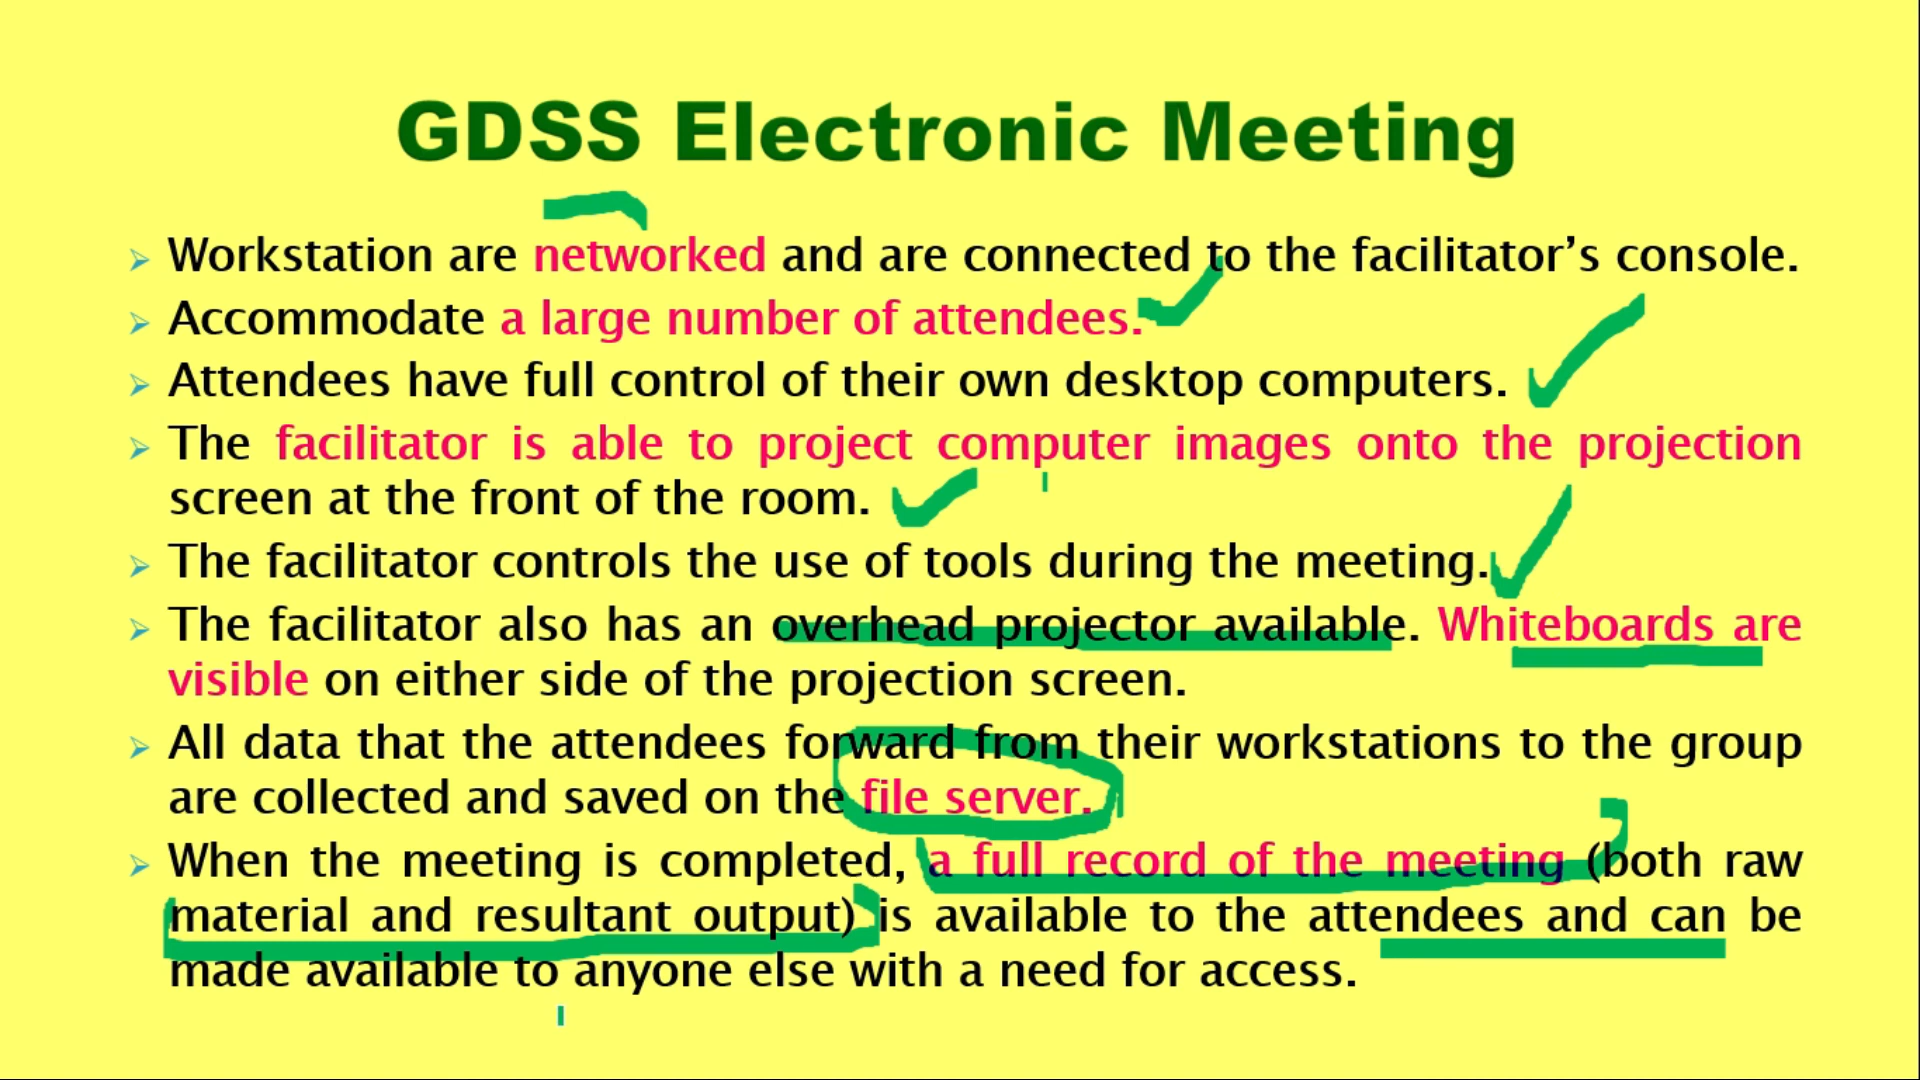 GDSS Electronic Meeting
Workstation are networked and are connected to the facilitator’s console.
Accommodate a large number of attendees.
Attendees have full control of their own desktop computers.
The facilitator is able to project computer images onto the projection
screen at the front of the room.
The facilitator controls the use of tools during the meeting.
The facilitator also has an overhead projector available. Whiteboards are
visible on either side of the projection screen.
All data that the attendees forward from their workstations to the group
are collected and saved on the file server.
When the meeting is completed, a full record of the meeting (both raw
material and resultant output) is available to the attendees and can be
made available to anyone else with a need for access.